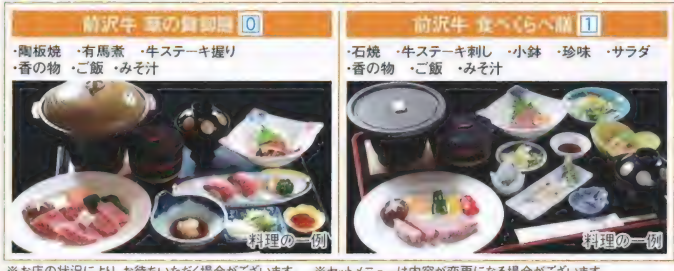 前沢牛 華の舞御膳 0
・陶板焼 ・有馬煮 ・牛ステーキ握り
・香の物 ・ご飯 ・みそ汁
料理の一例
前沢牛 食べくらべ膳 1
・石焼 ・牛ステーキ刺し ・小鉢 ・珍味 ・サラダ
・香の物 ・ご飯 ・みそ汁
料理の一例
※お店の状況により、お待ちいただく場合がございます。 ※セットメニューは内容が変更になる場合がございます。